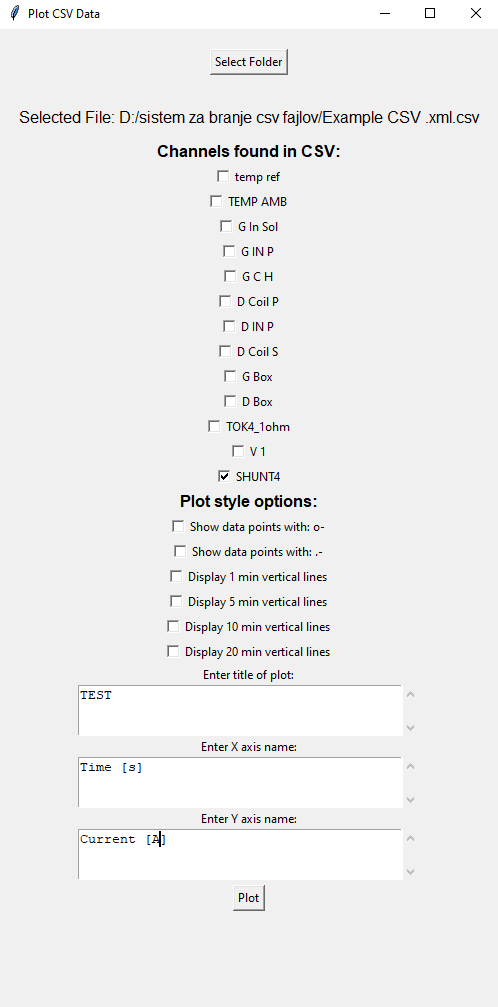 Plot CSV Data
Select Folder
Selected File: D:/sistem za branje csv fajlov/Example CSV .xml.csv
Channels found in CSV:
temp ref
TEMP AMB
G In Sol
G IN P
G C H
D Coil P
D IN P
D Coil S
G Box
D Box
TOK4_1ohm
V 1
SHUNT4
Plot style options:
Show data points with: o-
Show data points with: .-
Display 1 min vertical lines
Display 5 min vertical lines
Display 10 min vertical lines
Display 20 min vertical lines
Enter title of plot:
TEST
Enter X axis name:
Time [s]
Enter Y axis name:
Current [A]
Plot